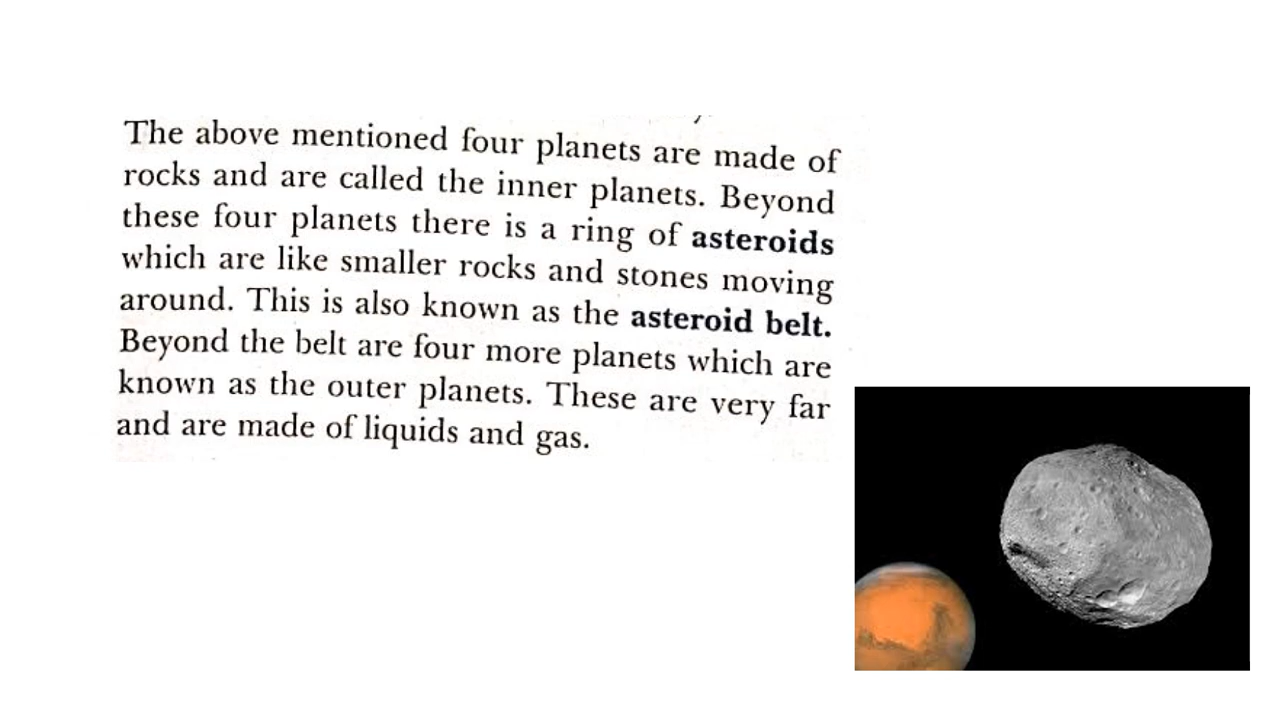 The above mentioned four planets are made of
rocks and are called the inner planets. Beyond
these four planets there is a ring of asteroids
which are like smaller rocks and stones moving
around. This is also known as the asteroid belt.
Beyond the belt are four more planets which are
known as the outer planets. These are very far
and are made of liquids and gas.